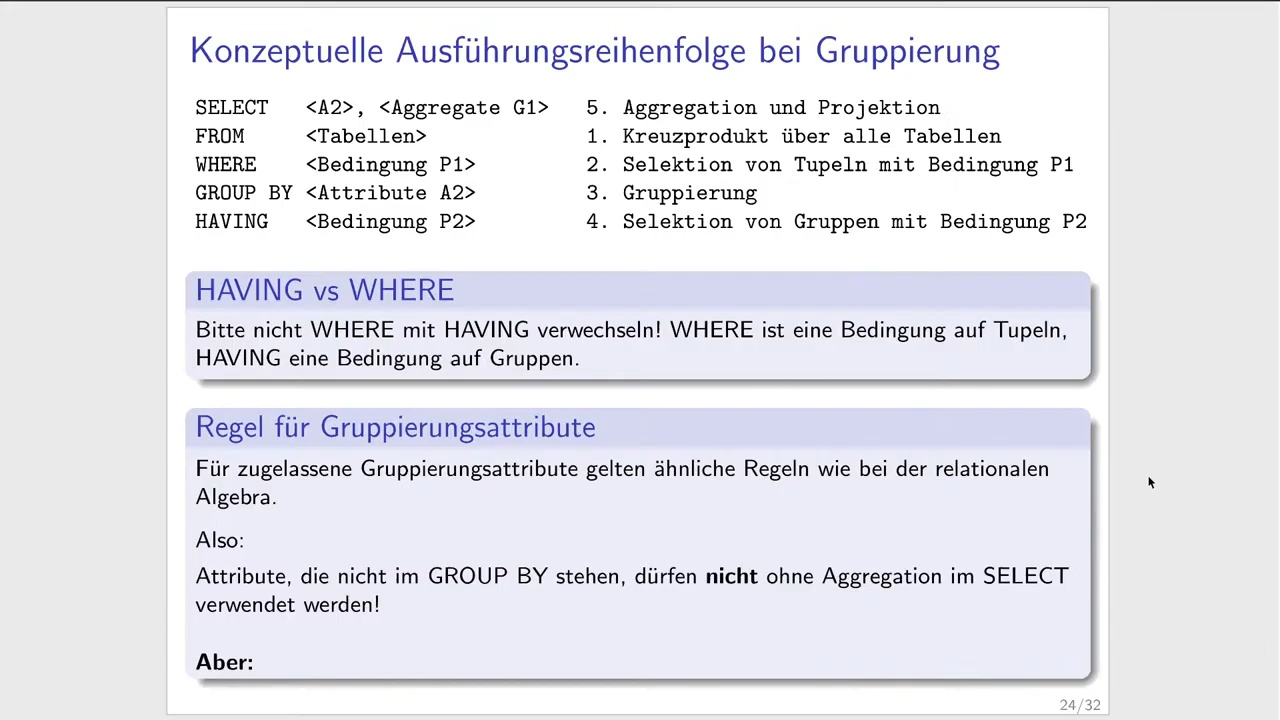 Konzeptuelle Ausführungsreihenfolge bei Gruppierung
SELECT <A2>, <Aggregate G1> 5. Aggregation und Projektion
FROM <Tabellen> 1. Kreuzprodukt über alle Tabellen
WHERE <Bedingung P1> 2. Selektion von Tupeln mit Bedingung P1
GROUP BY <Attribute A2> 3. Gruppierung
HAVING <Bedingung P2> 4. Selektion von Gruppen mit Bedingung P2
HAVING vs WHERE
Bitte nicht WHERE mit HAVING verwechseln! WHERE ist eine Bedingung auf Tupeln,
HAVING eine Bedingung auf Gruppen.
Regel für Gruppierungsattribute
Für zugelassene Gruppierungsattribute gelten ähnliche Regeln wie bei der relationalen
Algebra.
Also:
Attribute, die nicht im GROUP BY stehen, dürfen nicht ohne Aggregation im SELECT
verwendet werden!
Aber:
24/32